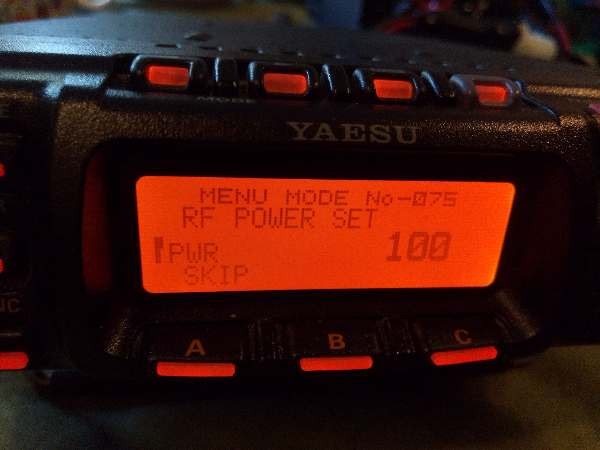 YAESU
MENU MODE No-075
RF POWER SET
PWR 100
SKIP
A B C